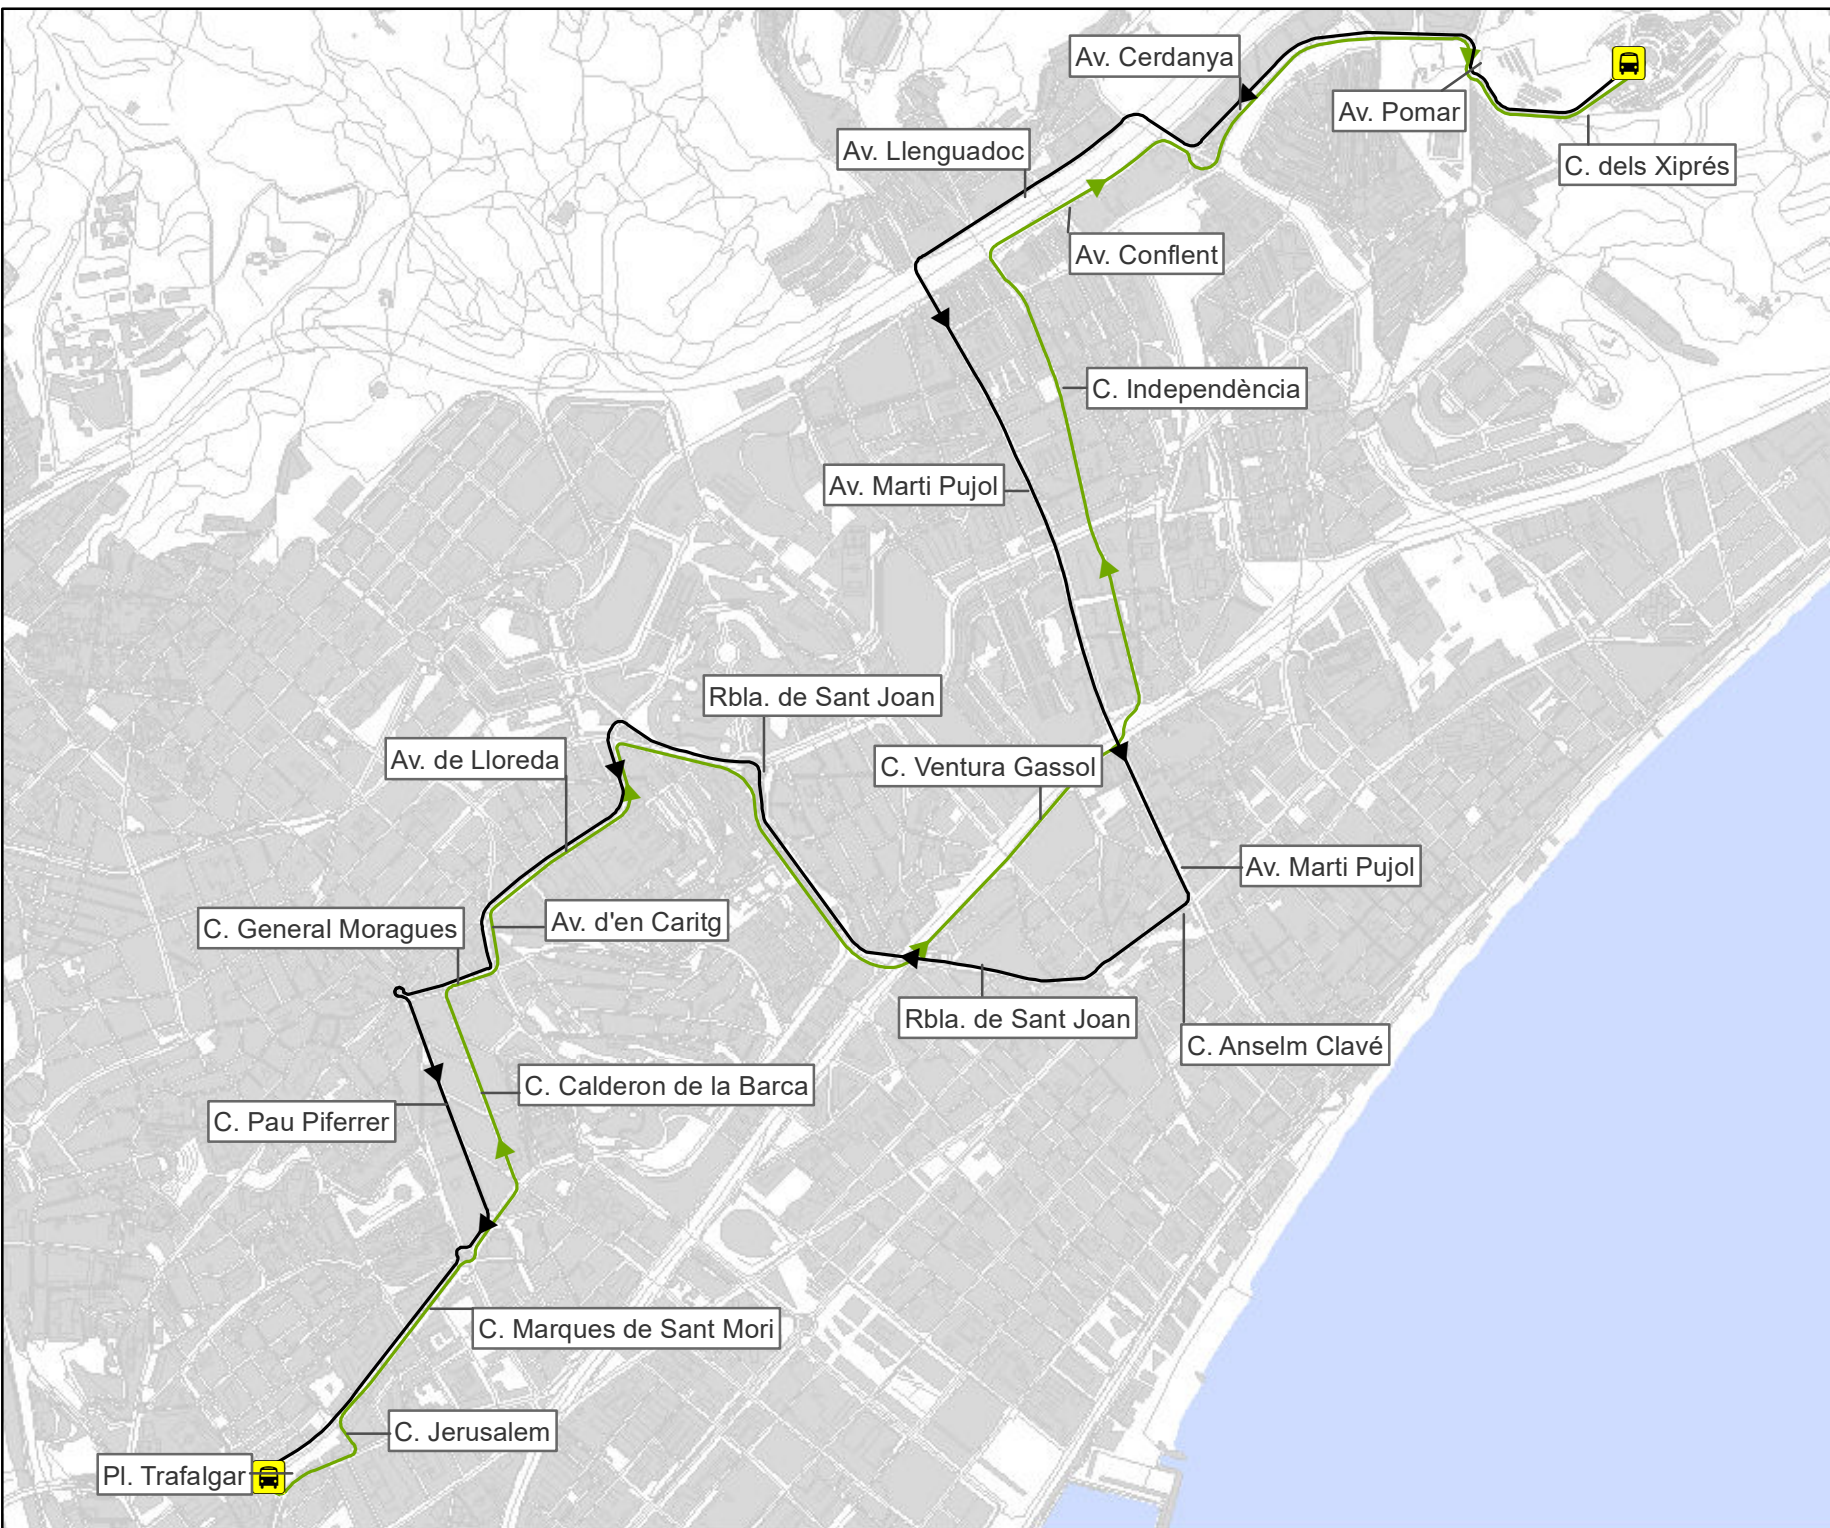 Av. Cerdanya
Av. Pomar
Av. Llenguadoc
C. dels Xiprés
Av. Conflent
C. Independència
Av. Marti Pujol
Rbla. de Sant Joan
Av. de Lloreda
C. Ventura Gassol
Av. Marti Pujol
C. General Moragues
Av. d'en Caritg
Rbla. de Sant Joan
C. Anselm Clavé
C. Calderon de la Barca
C. Pau Piferrer
C. Marques de Sant Mori
C. Jerusalem
Pl. Trafalgar